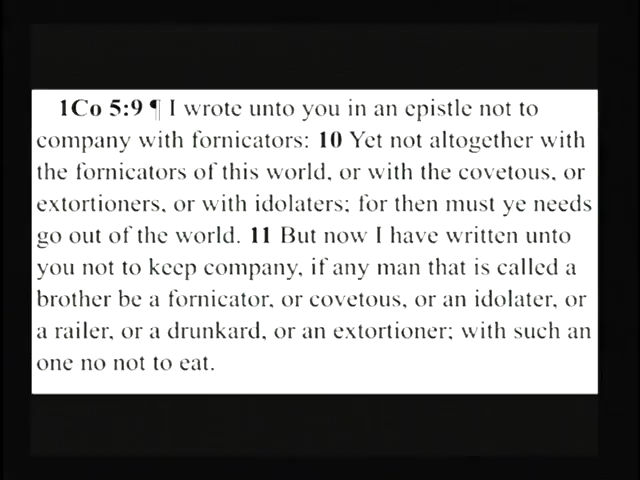 1Co 5:9 ¶ I wrote unto you in an epistle not to
company with fornicators: 10 Yet not altogether with
the fornicators of this world, or with the covetous, or
extortioners, or with idolaters; for then must ye needs
go out of the world. 11 But now I have written unto
you not to keep company, if any man that is called a
brother be a fornicator, or covetous, or an idolater, or
a railer, or a drunkard, or an extortioner; with such an
one no not to eat.